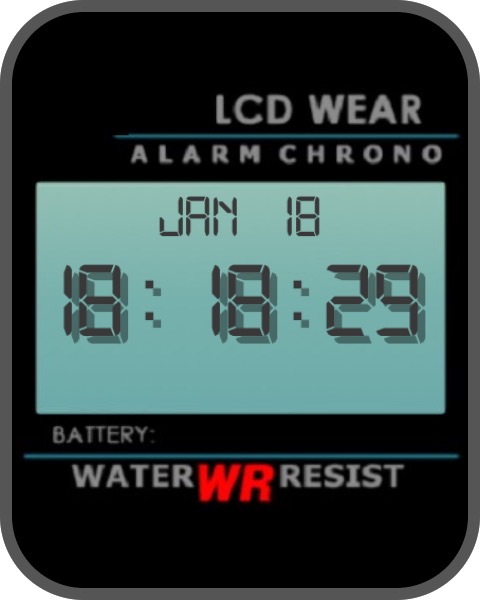 LCD WEAR
ALARM CHRONO
JAN 18
18: 18:29
BATTERY:
WATER WR RESIST